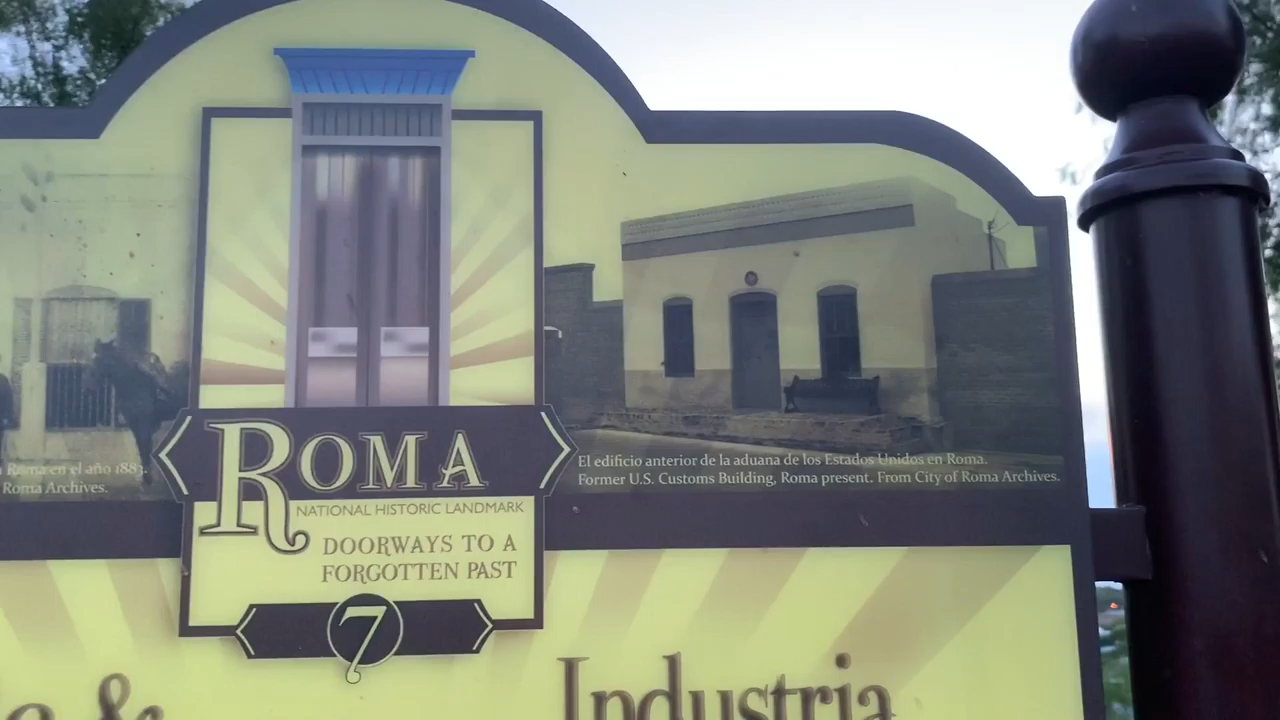 Roma en el año 1883.
Roma Archives.
ROMA
NATIONAL HISTORIC LANDMARK
DOORWAYS TO A
FORGOTTEN PAST
7
El edificio anterior de la aduana de los Estados Unidos en Roma.
Former U.S. Customs Building, Roma present. From City of Roma Archives.
&
Industria